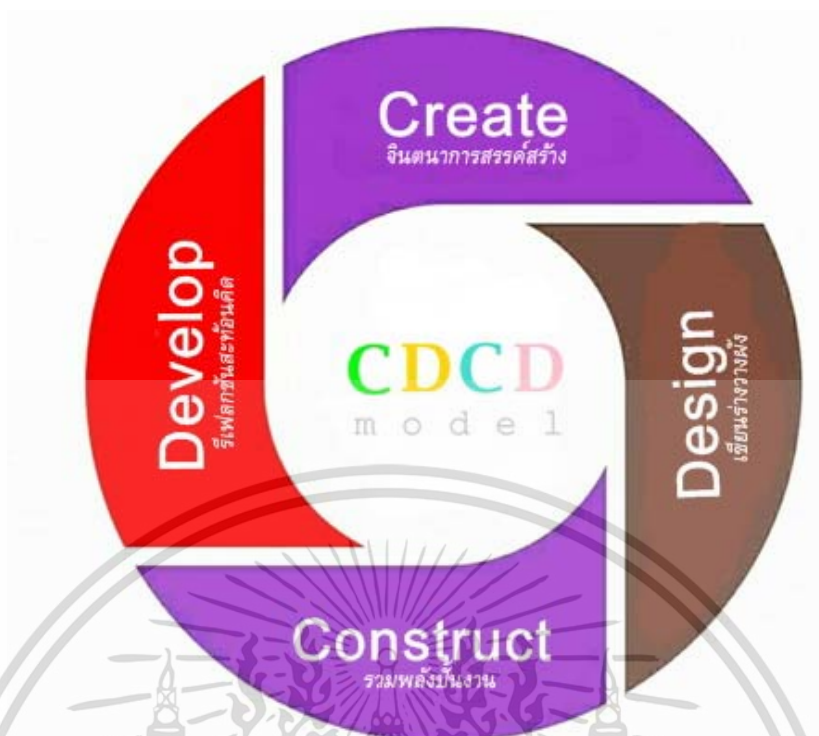 Create
จินตนาการสรรค์สร้าง
Design
เขียนร่างวางผัง
Construct
รวมพลังปั้นงาน
Develop
รีเฟลกชั่นสะท้อนคิด
CDCD
model